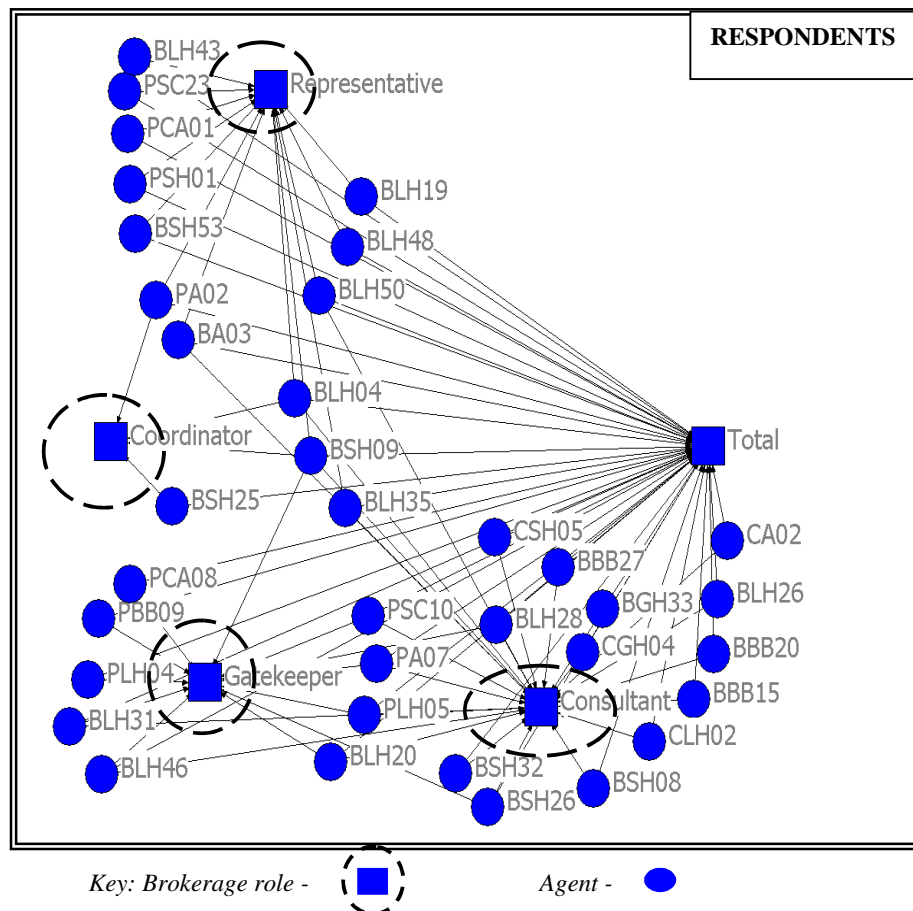 RESPONDENTS
BLH43
Representative
PSC23
PCA01
PSH01
BLH19
BSH53
BLH48
BLH50
PA02
BA03
BLH04
Coordinator
Total
BSH09
BSH25
BLH35
CSH05
CA02
BBB27
PCA08
BLH26
PBB09
PSC10
BGH33
BLH28
CGH04
BBB20
PA07
PLH04
Gatekeeper
Consultant
BBB15
BLH31
PLH05
CLH02
BLH46
BLH20
BSH32
BSH08
BSH26
Key: Brokerage role -
Agent -